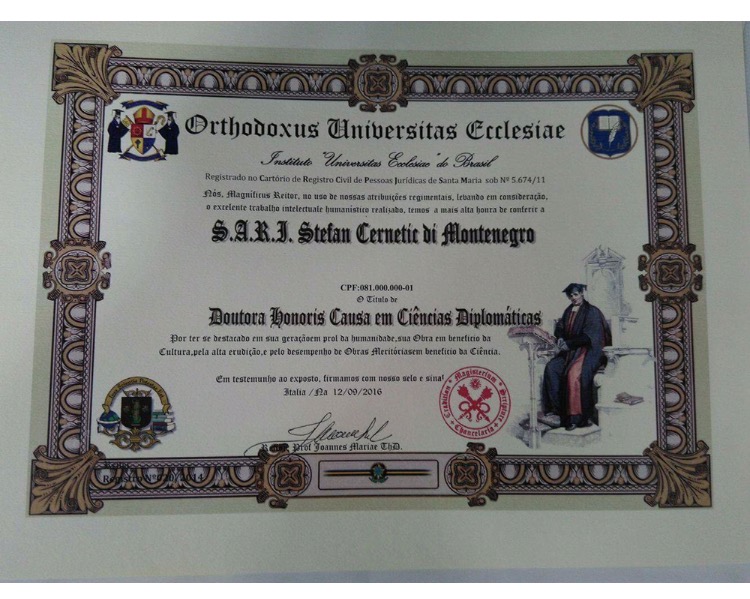 Orthodoxus Universitas Ecclesiae
Instituto "Universitas Ecclesiae" do Brasil
Registrado no Cartório de Registro Civil de Pessoas Jurídicas de Santa Maria sob Nº 5.674/11
Nós, Magnificus Reitor, no uso de nossas atribuições regimentais, levando em consideração,
o excelente trabalho intelectuale humanístico realizado, temos a mais alta honra de conferir a
S.A.R.I. Stefan Cernetic di Montenegro
CPF:081.000.000-01
O Título de
Doutora Honoris Causa em Ciências Diplomáticas
Por ter se destacado em sua geraçãoem prol da humanidade,sua Obra em benefício da
Cultura,pela alta erudição,e pelo desempenho de Obras Meritóriasem benefício da Ciência.
Em testemunho ao exposto, firmamos com nosso selo e sinal
Italia /Na 12/09/2016
Magisterium
Chancelaria
Prof Joannes Mariae ThD.
Registro Nº